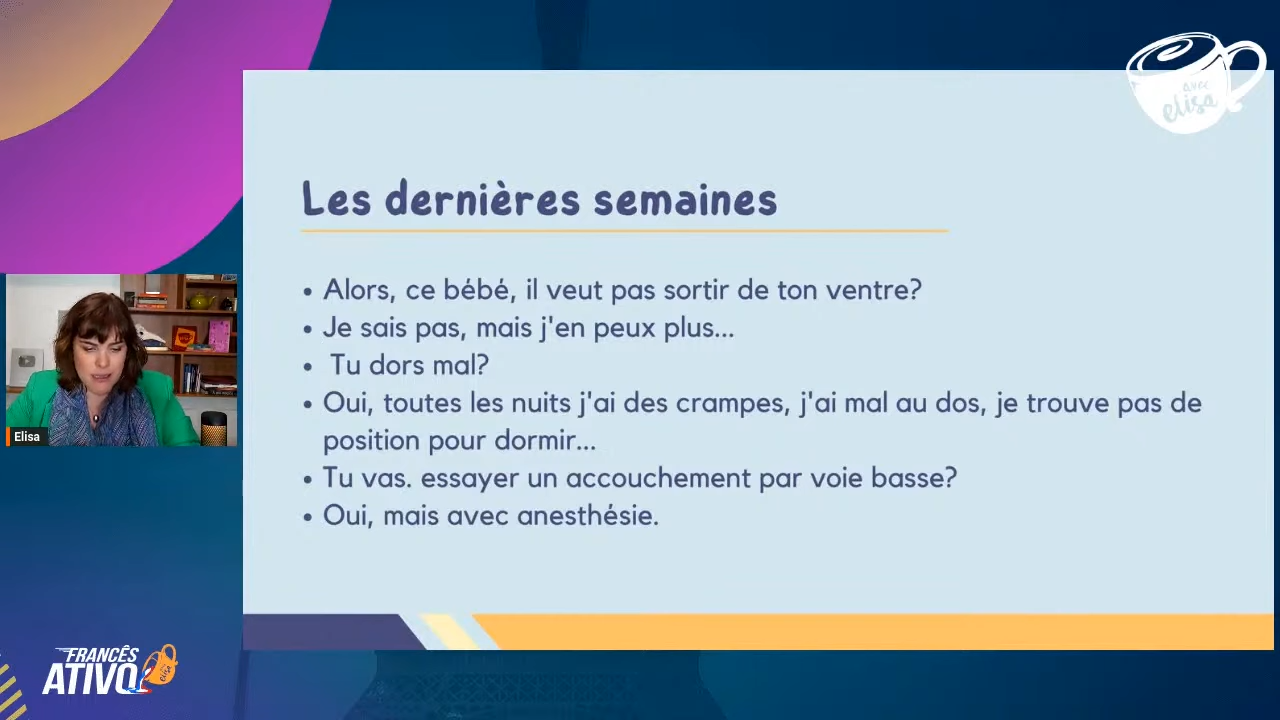 avec
elisa
Les dernières semaines
• Alors, ce bébé, il veut pas sortir de ton ventre?
• Je sais pas, mais j'en peux plus...
• Tu dors mal?
• Oui, toutes les nuits j'ai des crampes, j'ai mal au dos, je trouve pas de
position pour dormir...
• Tu vas. essayer un accouchement par voie basse?
• Oui, mais avec anesthésie.
Elisa
FRANCÊS
ATIVO